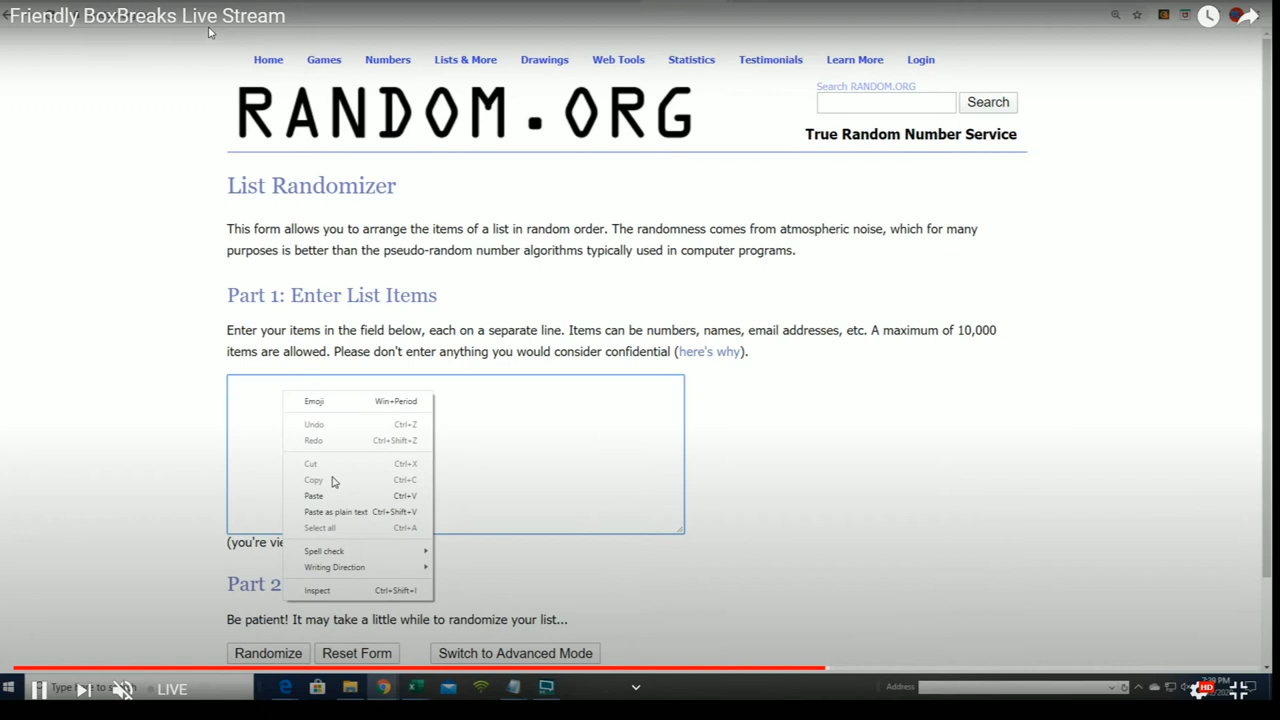 Friendly BoxBreaks Live Stream
Home Games Numbers Lists & More Drawings Web Tools Statistics Testimonials Learn More Login
Search RANDOM.ORG
RANDOM.ORG
Search
True Random Number Service
List Randomizer
This form allows you to arrange the items of a list in random order. The randomness comes from atmospheric noise, which for many
purposes is better than the pseudo-random number algorithms typically used in computer programs.
Part 1: Enter List Items
Enter your items in the field below, each on a separate line. Items can be numbers, names, email addresses, etc. A maximum of 10,000
items are allowed. Please don't enter anything you would consider confidential (here's why).
Emoji Win+Period
Undo Ctrl+Z
Redo Ctrl+Shift+Z
Cut Ctrl+X
Copy Ctrl+C
Paste Ctrl+V
Paste as plain text Ctrl+Shift+V
Select all Ctrl+A
(you're vie
Spell check
Writing Direction
Part 2
Inspect Ctrl+Shift+I
Be patient! It may take a little while to randomize your list...
Randomize Reset Form Switch to Advanced Mode
Type here to LIVE Address 7:39 PM
HD